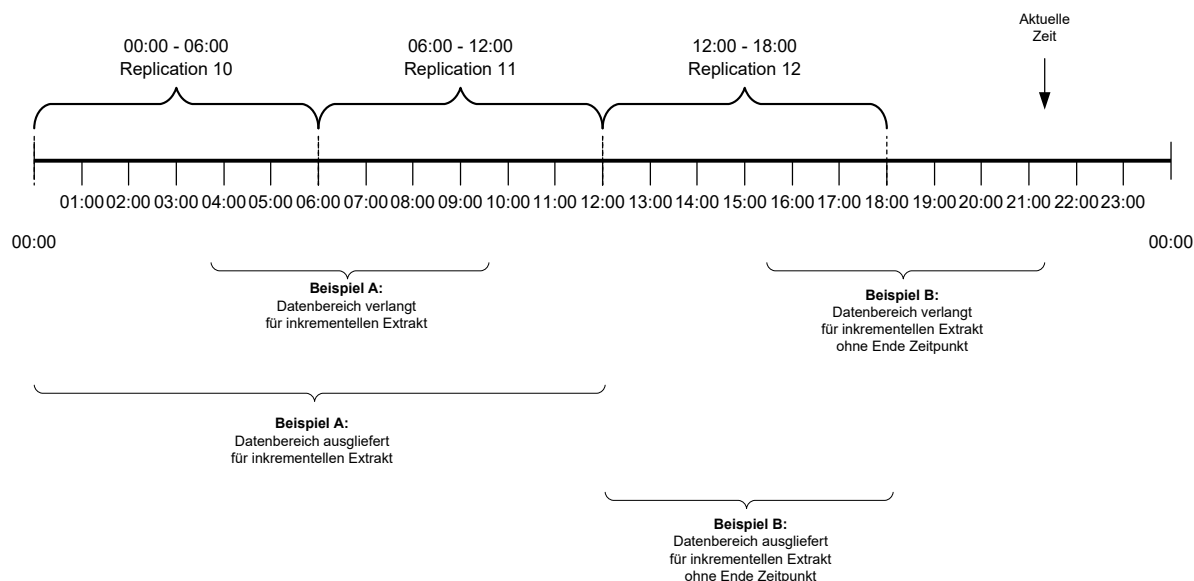 Aktuelle
Zeit
00:00 - 06:00
Replication 10
06:00 - 12:00
Replication 11
12:00 - 18:00
Replication 12
01:00 02:00 03:00 04:00 05:00 06:00 07:00 08:00 09:00 10:00 11:00 12:00 13:00 14:00 15:00 16:00 17:00 18:00 19:00 20:00 21:00 22:00 23:00
00:00 00:00
Beispiel A:
Datenbereich verlangt
für inkrementellen Extrakt
Beispiel B:
Datenbereich verlangt
für inkrementellen Extrakt
ohne Ende Zeitpunkt
Beispiel A:
Datenbereich ausgliefert
für inkrementellen Extrakt
Beispiel B:
Datenbereich ausgliefert
für inkrementellen Extrakt
ohne Ende Zeitpunkt